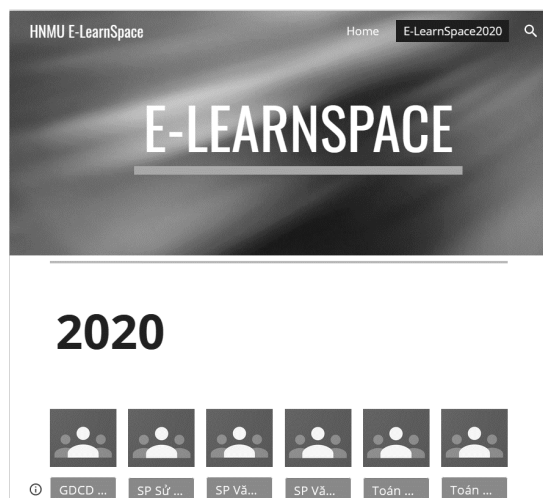 HNMU E-LearnSpace Home E-LearnSpace2020
E-LEARNSPACE
2020
GDCD ... SP Sử ... SP Vă... SP Vă... Toán ... Toán ...